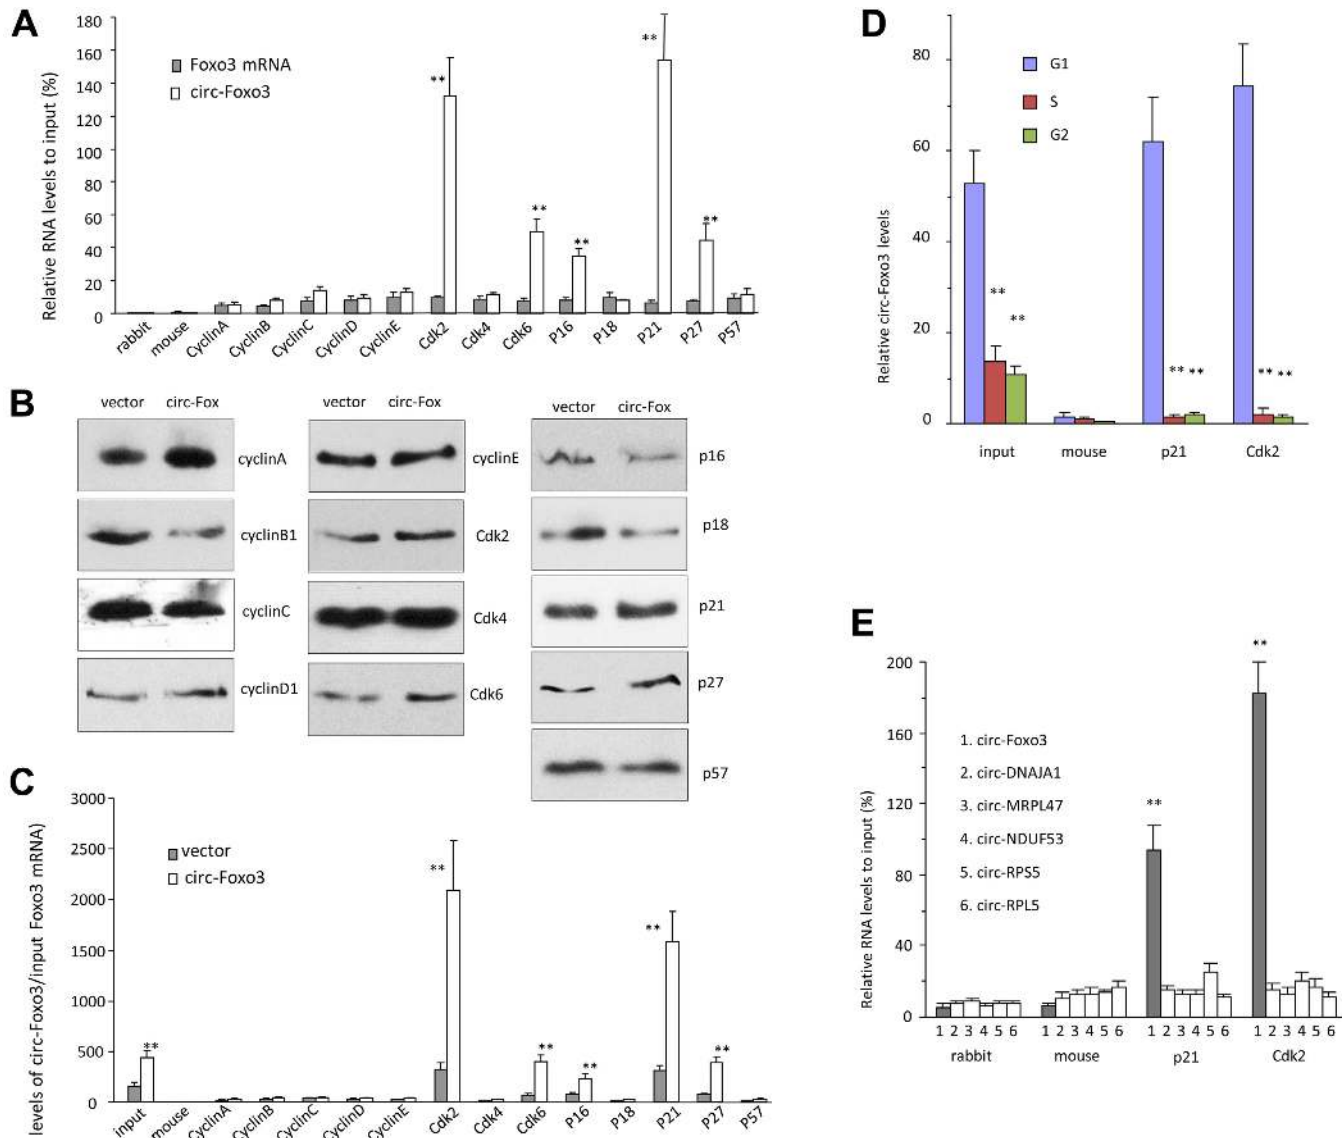 A
180
160
140
120
100
80
60
40
20
0
Relative RNA levels to input (%)
Foxo3 mRNA
circ-Foxo3
**
**
**
**
**
rabbit
mouse
CyclinA
CyclinB
CyclinC
CyclinD
CyclinE
Cdk2
Cdk4
Cdk6
P16
P18
P21
P27
P57
B
vector circ-Fox
cyclinA
cyclinB1
cyclinC
cyclinD1
vector circ-Fox
cyclinE
Cdk2
Cdk4
Cdk6
vector circ-Fox
p16
p18
p21
p27
p57
C
3000
2500
2000
1500
1000
500
0
levels of circ-Foxo3/input Foxo3 mRNA)
vector
circ-Foxo3
**
**
**
**
**
**
input
mouse
CyclinA
CyclinB
CyclinC
CyclinD
CyclinE
Cdk2
Cdk4
Cdk6
P16
P18
P21
P27
P57
D
80
60
40
20
0
Relative circ-Foxo3 levels
G1
S
G2
**
**
** **
** **
input mouse p21 Cdk2
E
200
160
120
80
40
0
Relative RNA levels to input (%)
1. circ-Foxo3
2. circ-DNAJA1
3. circ-MRPL47
4. circ-NDUF53
5. circ-RPS5
6. circ-RPL5
**
**
1 2 3 4 5 6 1 2 3 4 5 6 1 2 3 4 5 6 1 2 3 4 5 6
rabbit mouse p21 Cdk2